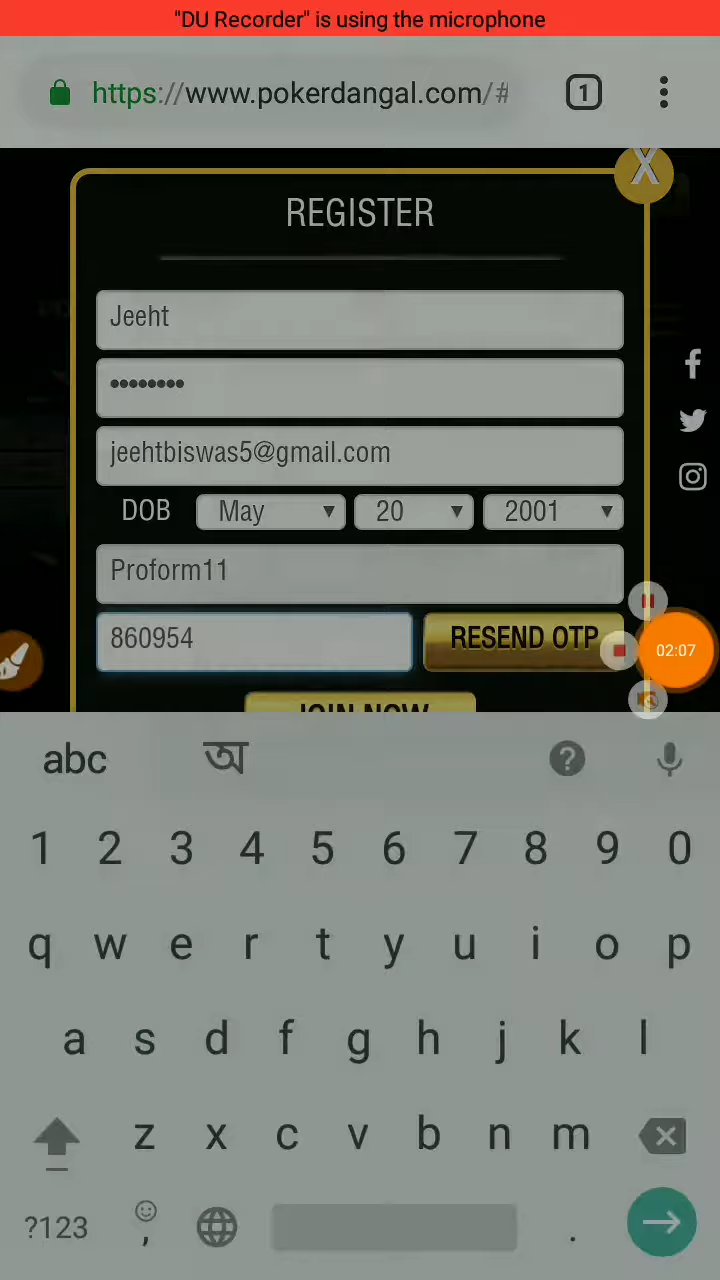 "DU Recorder" is using the microphone
https://www.pokerdangal.com/#
1
X
REGISTER
Jeeht
••••••••
jeehtbiswas5@gmail.com
DOB May 20 2001
Proform11
860954 RESEND OTP
02:07
JOIN NOW
abc অ ?
1 2 3 4 5 6 7 8 9 0
q w e r t y u i o p
a s d f g h j k l
z x c v b n m
?123 , .